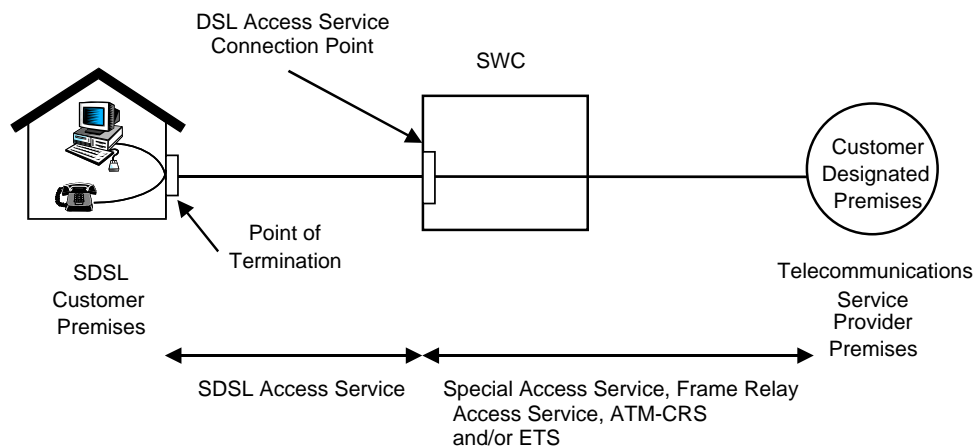 DSL Access Service
Connection Point
SWC
Customer
Designated
Premises
Point of
Termination
SDSL
Customer
Premises
Telecommunications
Service
Provider
Premises
SDSL Access Service
Special Access Service, Frame Relay
Access Service, ATM-CRS
and/or ETS